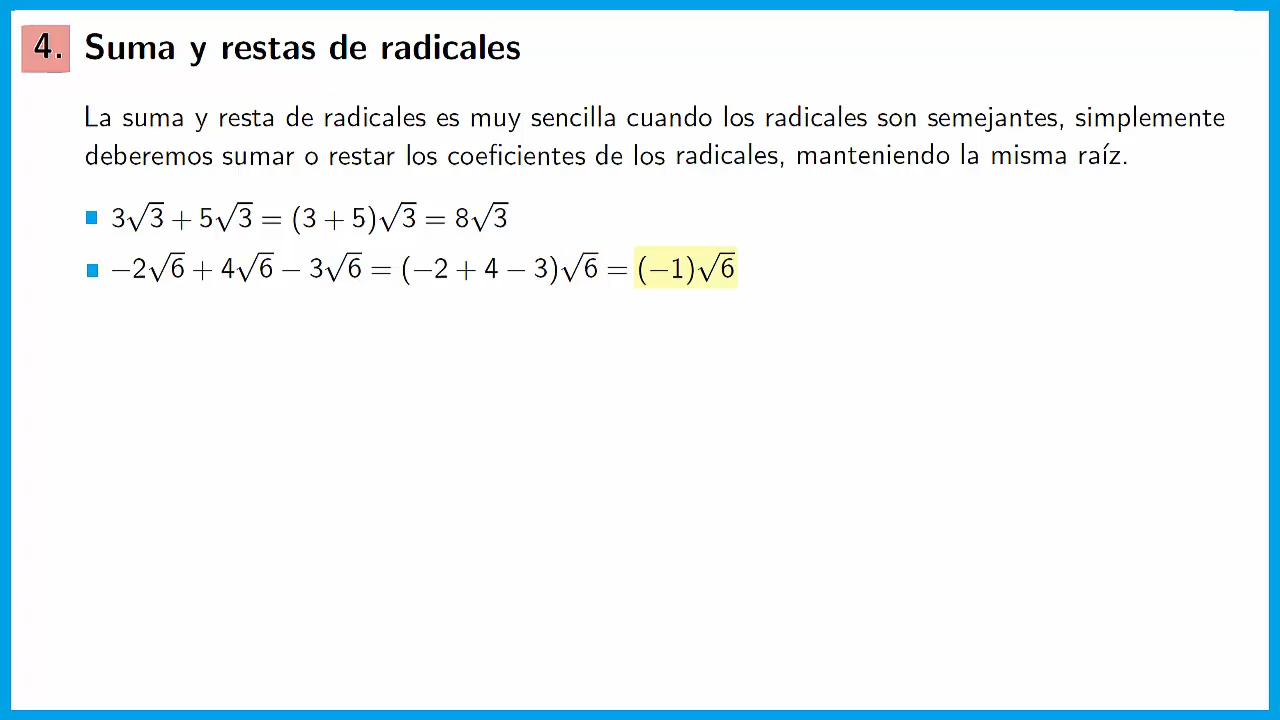 4. Suma y restas de radicales
La suma y resta de radicales es muy sencilla cuando los radicales son semejantes, simplemente
deberemos sumar o restar los coeficientes de los radicales, manteniendo la misma raíz.
3√3 + 5√3 = (3 + 5)√3 = 8√3
−2√6 + 4√6 − 3√6 = (−2 + 4 − 3)√6 = (−1)√6